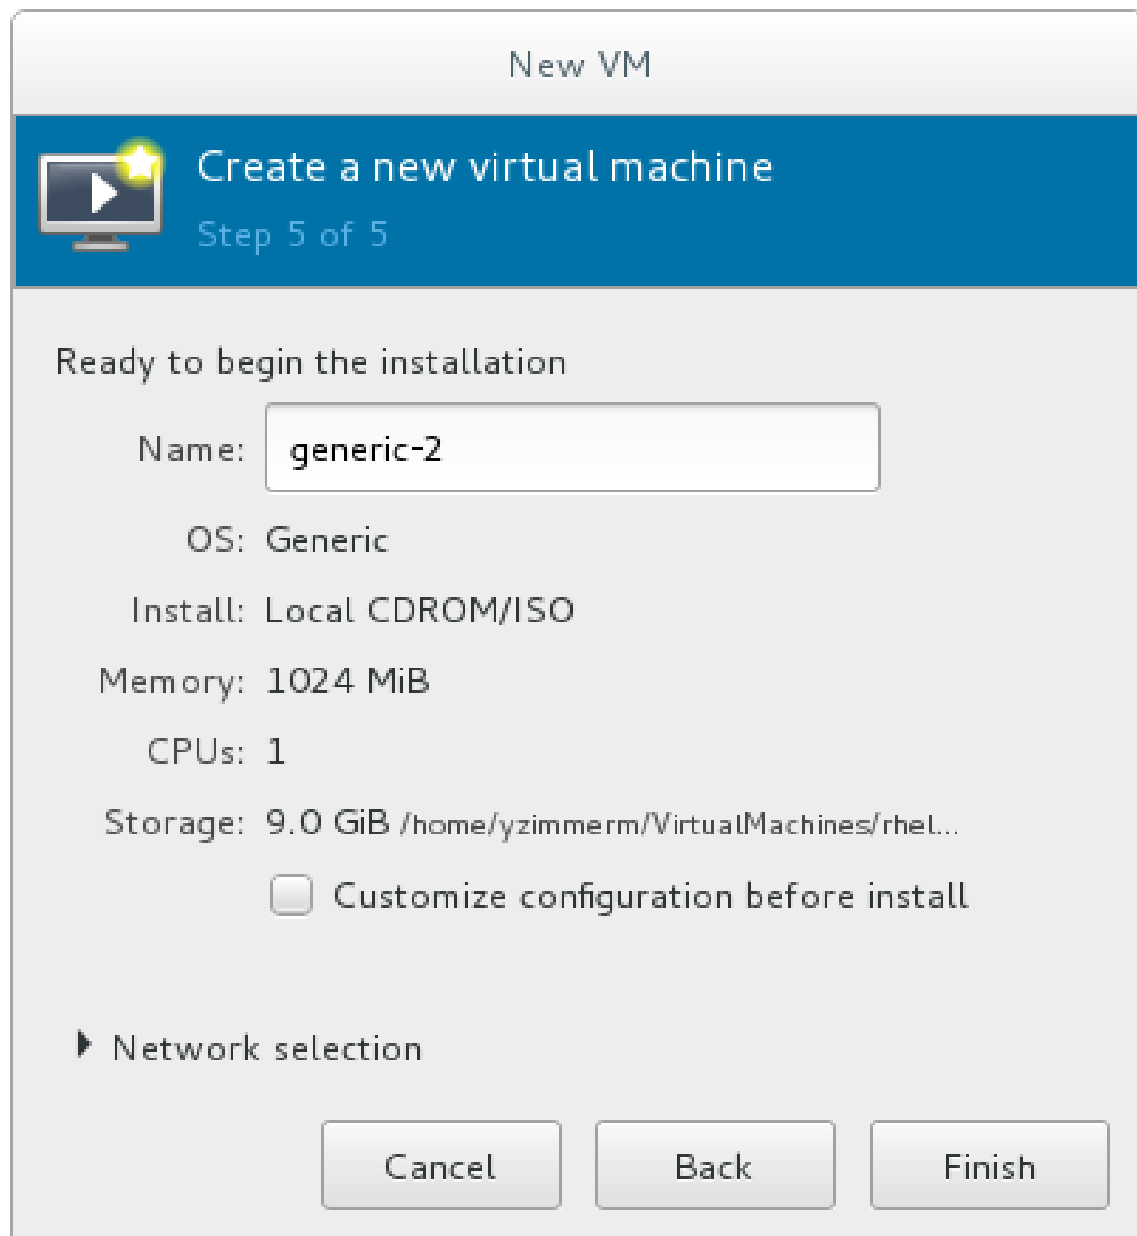 New VM
Create a new virtual machine
Step 5 of 5
Ready to begin the installation
Name: generic-2
OS: Generic
Install: Local CDROM/ISO
Memory: 1024 MiB
CPUs: 1
Storage: 9.0 GiB /home/yzimmerm/VirtualMachines/rhel...
Customize configuration before install
Network selection
Cancel Back Finish